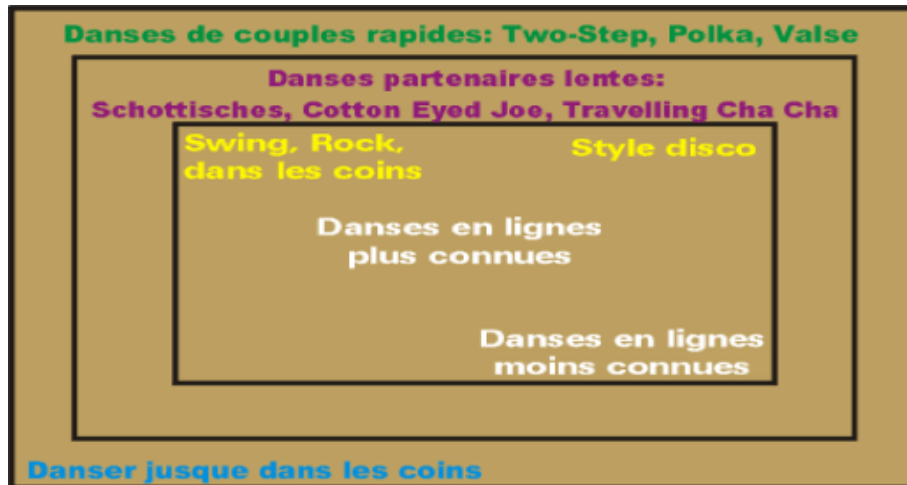 Danses de couples rapides: Two-Step, Polka, Valse
Danses partenaires lentes:
Schottisches, Cotton Eyed Joe, Travelling Cha Cha
Swing, Rock,
dans les coins
Style disco
Danses en lignes
plus connues
Danses en lignes
moins connues
Danser jusque dans les coins